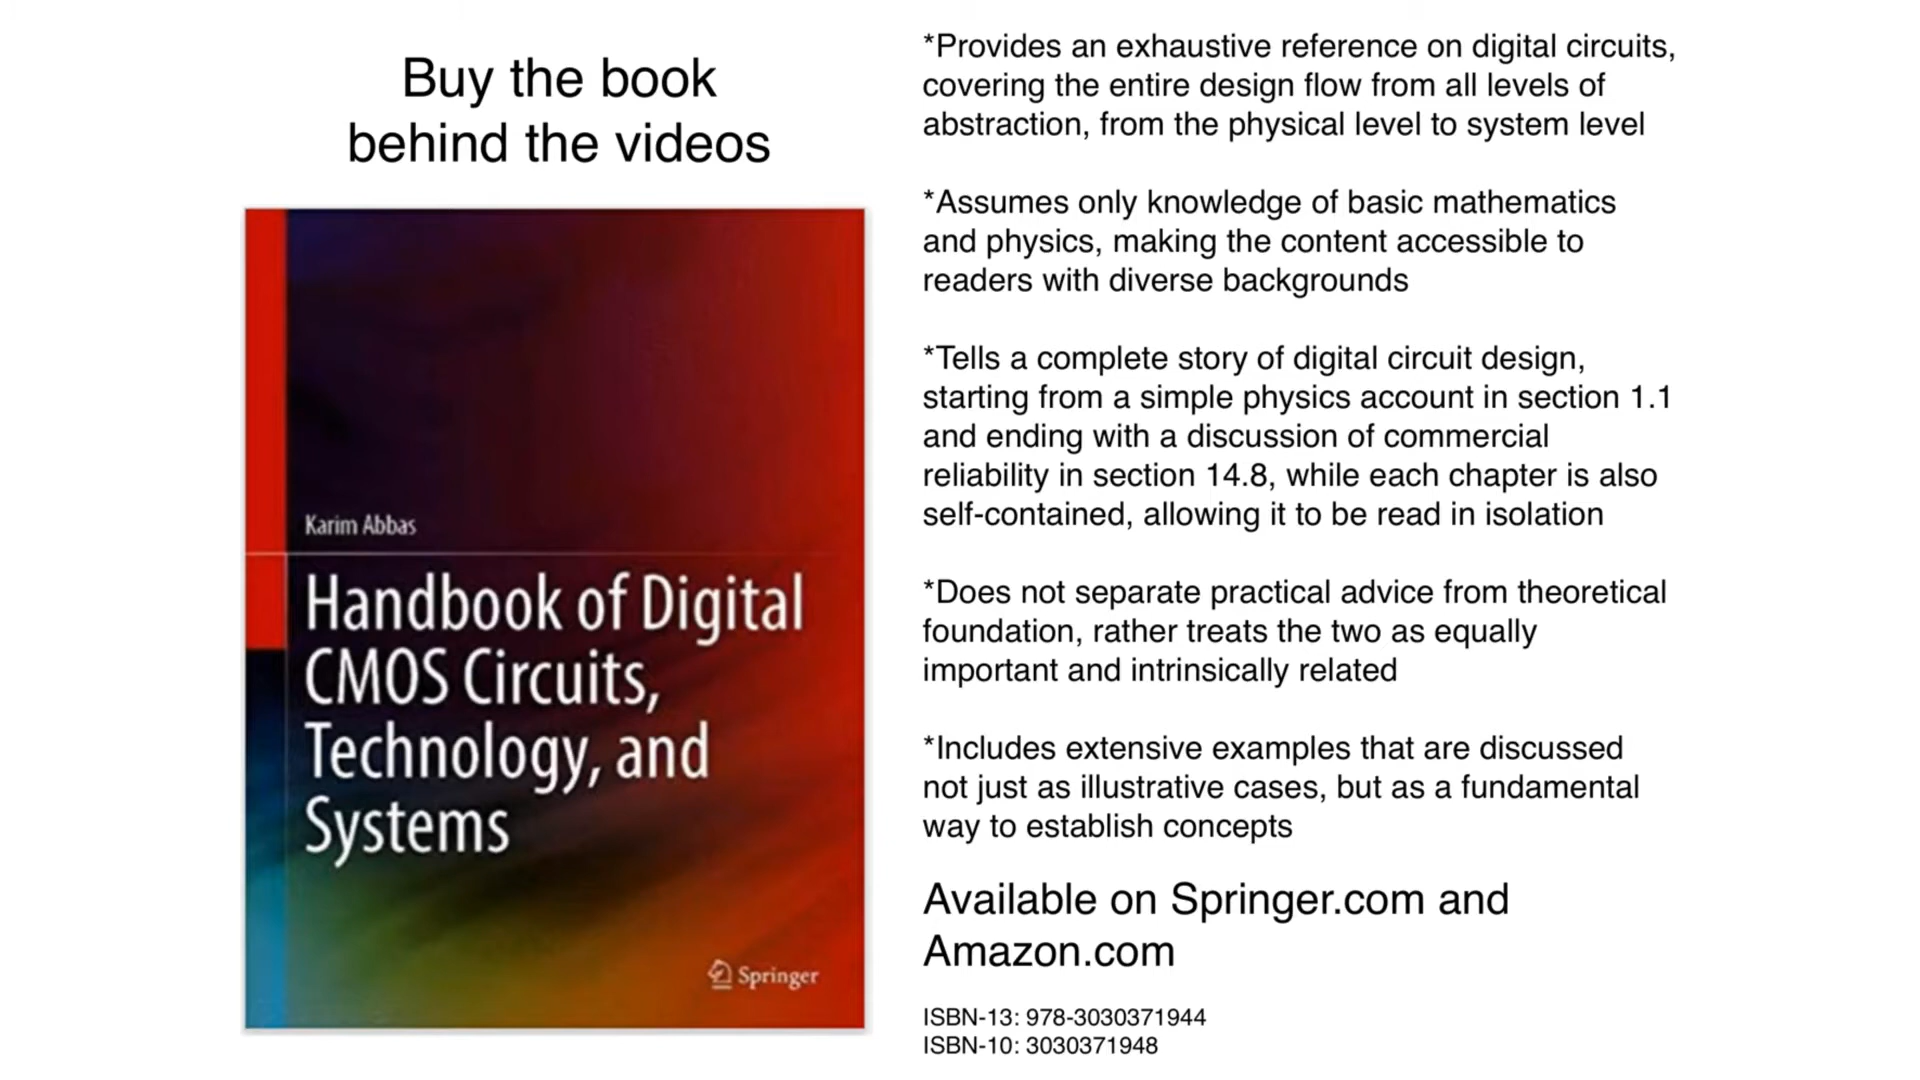 Buy the book
behind the videos
Karim Abbas
Handbook of Digital
CMOS Circuits,
Technology, and
Systems
Springer
*Provides an exhaustive reference on digital circuits,
covering the entire design flow from all levels of
abstraction, from the physical level to system level
*Assumes only knowledge of basic mathematics
and physics, making the content accessible to
readers with diverse backgrounds
*Tells a complete story of digital circuit design,
starting from a simple physics account in section 1.1
and ending with a discussion of commercial
reliability in section 14.8, while each chapter is also
self-contained, allowing it to be read in isolation
*Does not separate practical advice from theoretical
foundation, rather treats the two as equally
important and intrinsically related
*Includes extensive examples that are discussed
not just as illustrative cases, but as a fundamental
way to establish concepts
Available on Springer.com and
Amazon.com
ISBN-13: 978-3030371944
ISBN-10: 3030371948